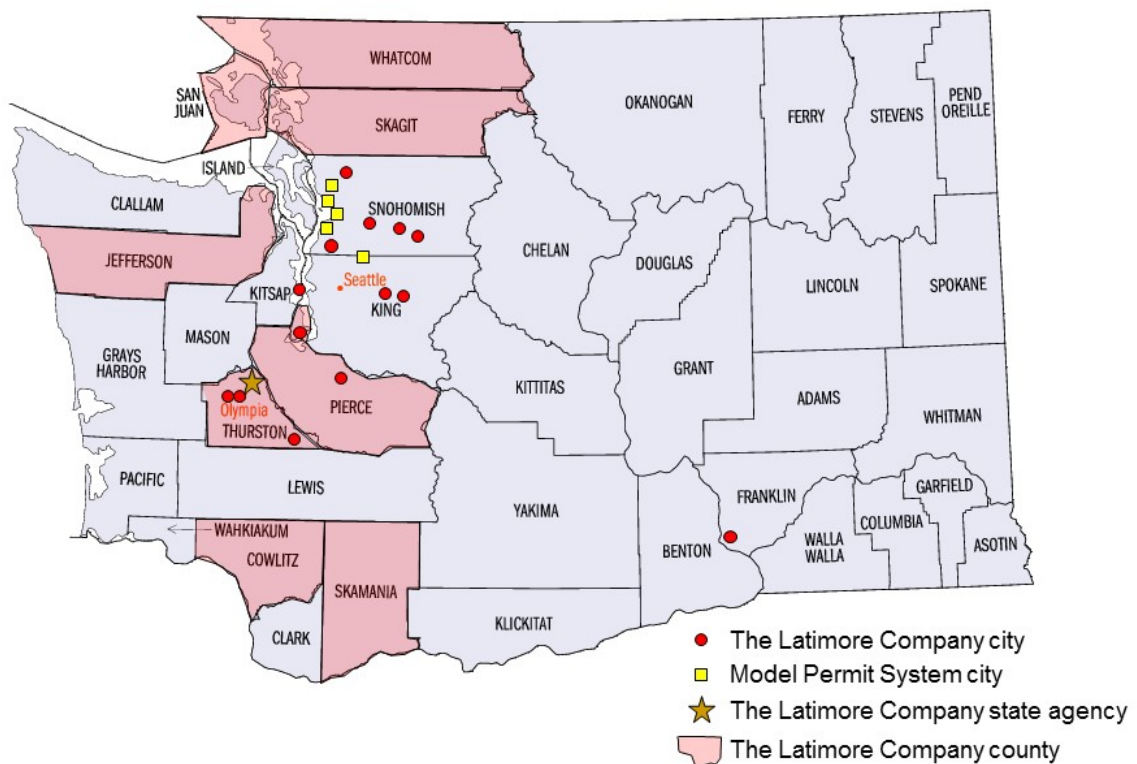 WHATCOM
SAN
JUAN
SKAGIT
OKANOGAN
FERRY
STEVENS
PEND
OREILLE
ISLAND
CLALLAM
SNOHOMISH
CHELAN
DOUGLAS
JEFFERSON
KITSAP
Seattle
KING
LINCOLN
SPOKANE
MASON
GRAYS
HARBOR
GRANT
KITTITAS
ADAMS
WHITMAN
PIERCE
Olympia
THURSTON
PACIFIC
LEWIS
YAKIMA
FRANKLIN
GARFIELD
COLUMBIA
WALLA
WALLA
BENTON
ASOTIN
WAHKIAKUM
COWLITZ
SKAMANIA
CLARK
KLICKITAT
The Latimore Company city
Model Permit System city
The Latimore Company state agency
The Latimore Company county